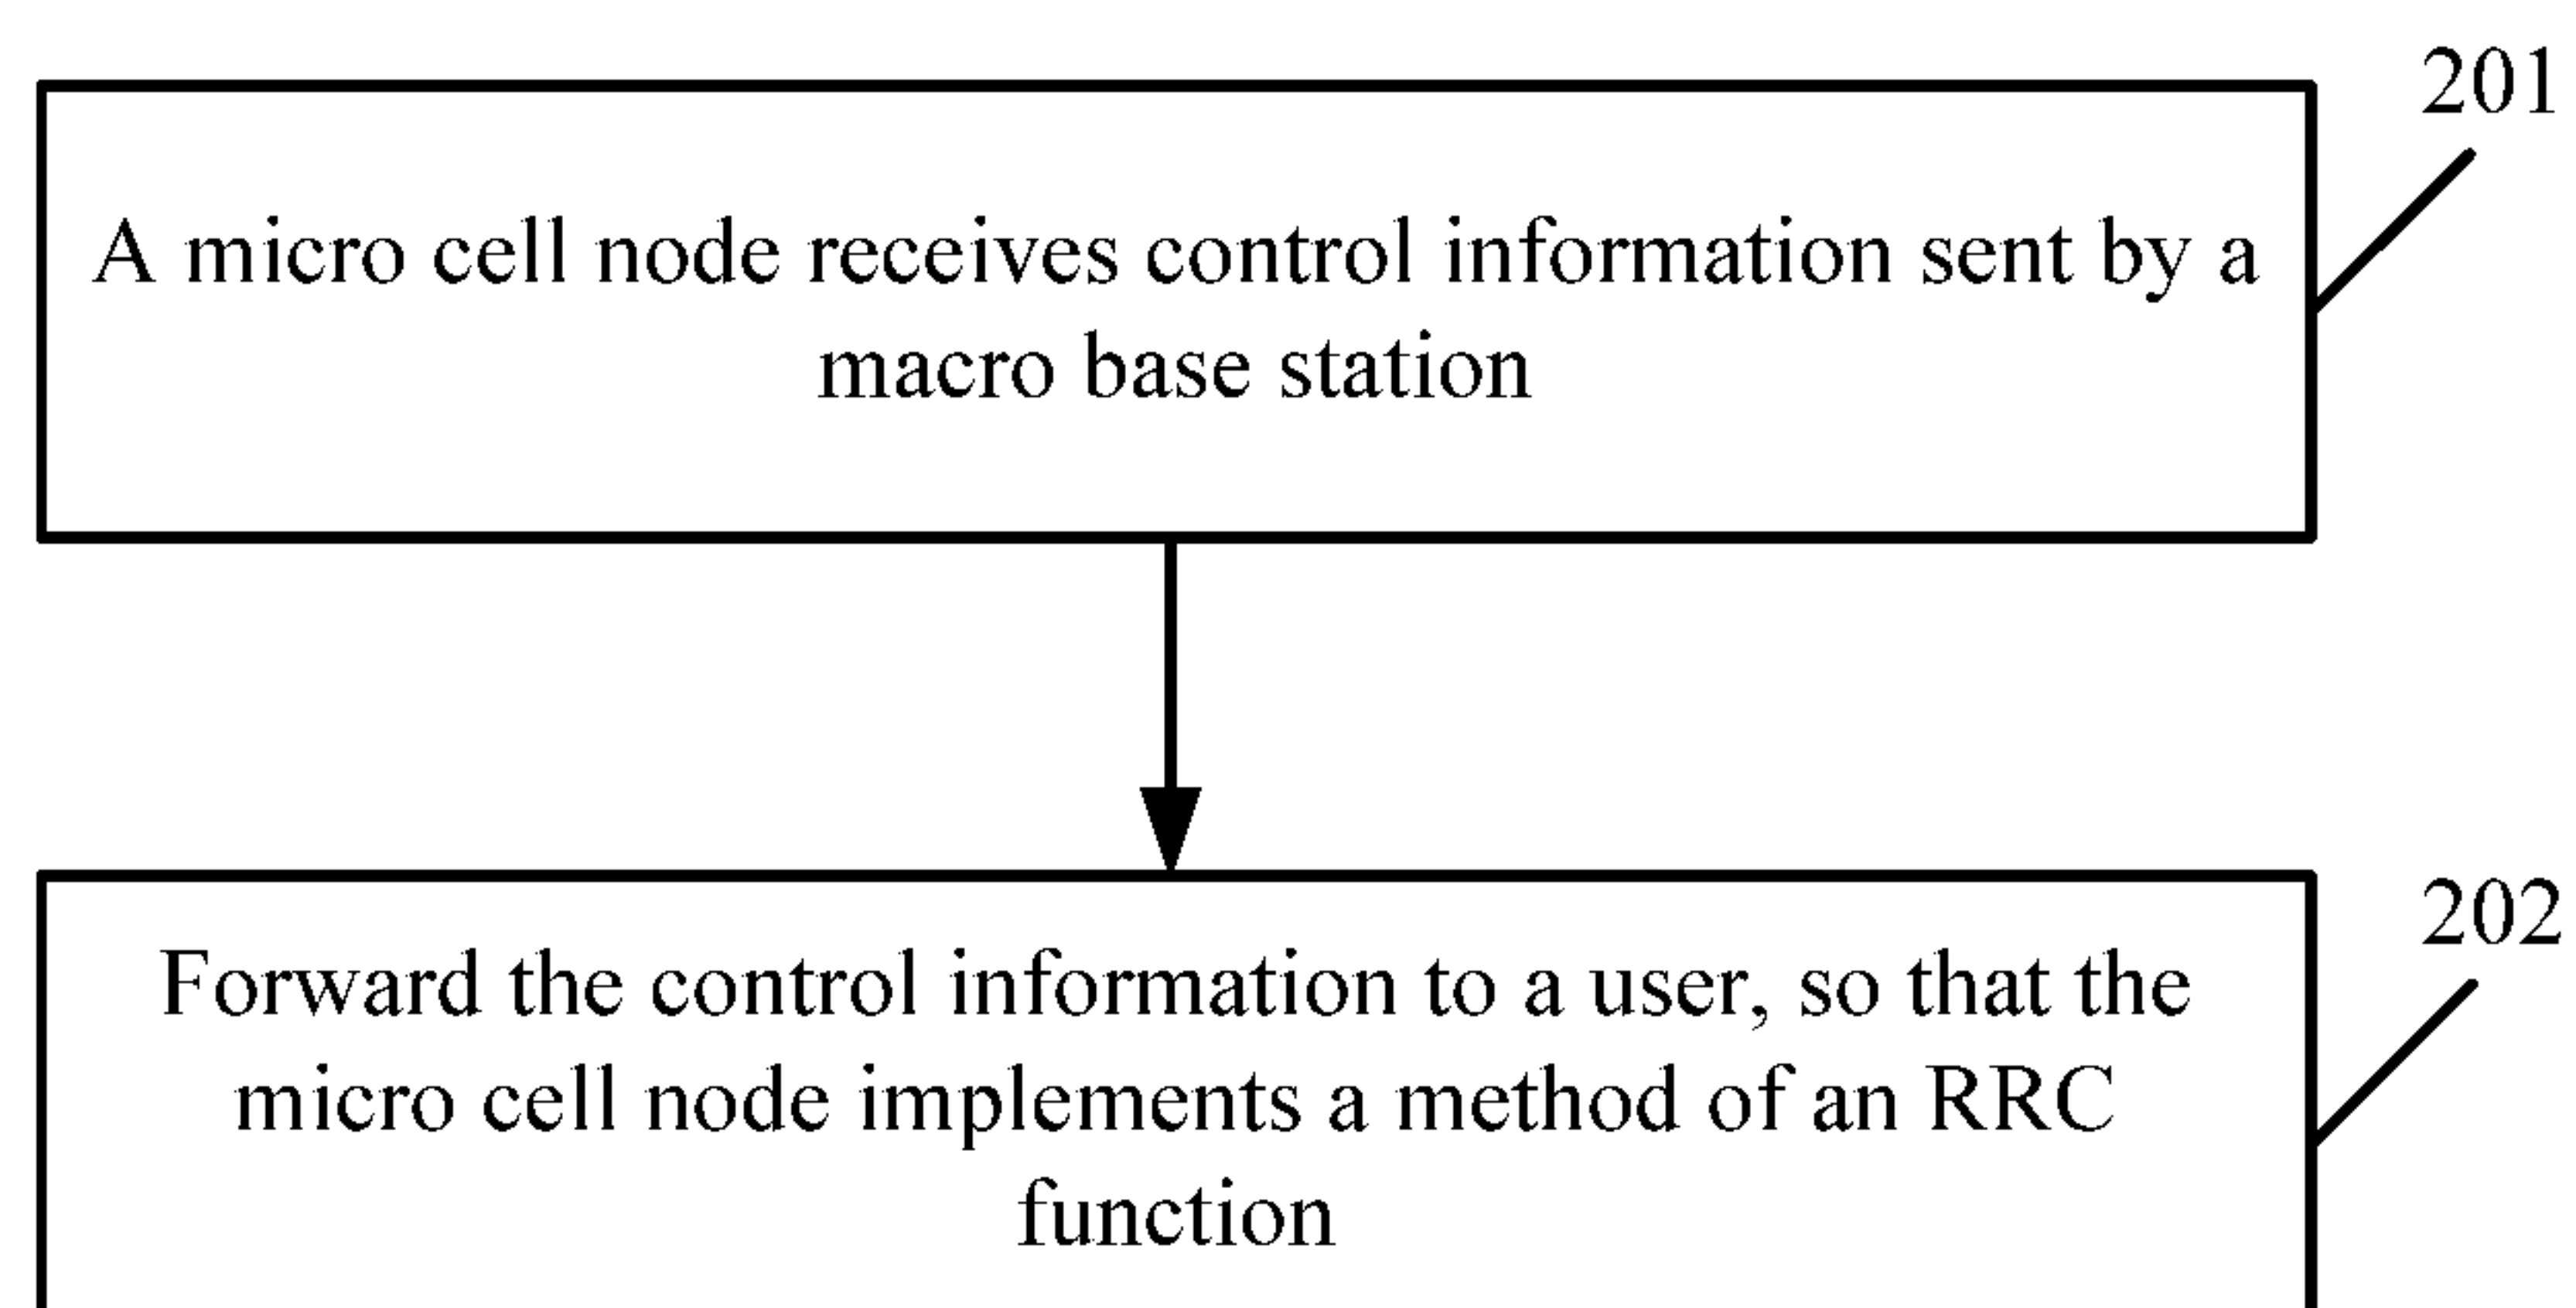 201
A micro cell node receives control information sent by a
macro base station
202
Forward the control information to a user, so that the
micro cell node implements a method of an RRC
function